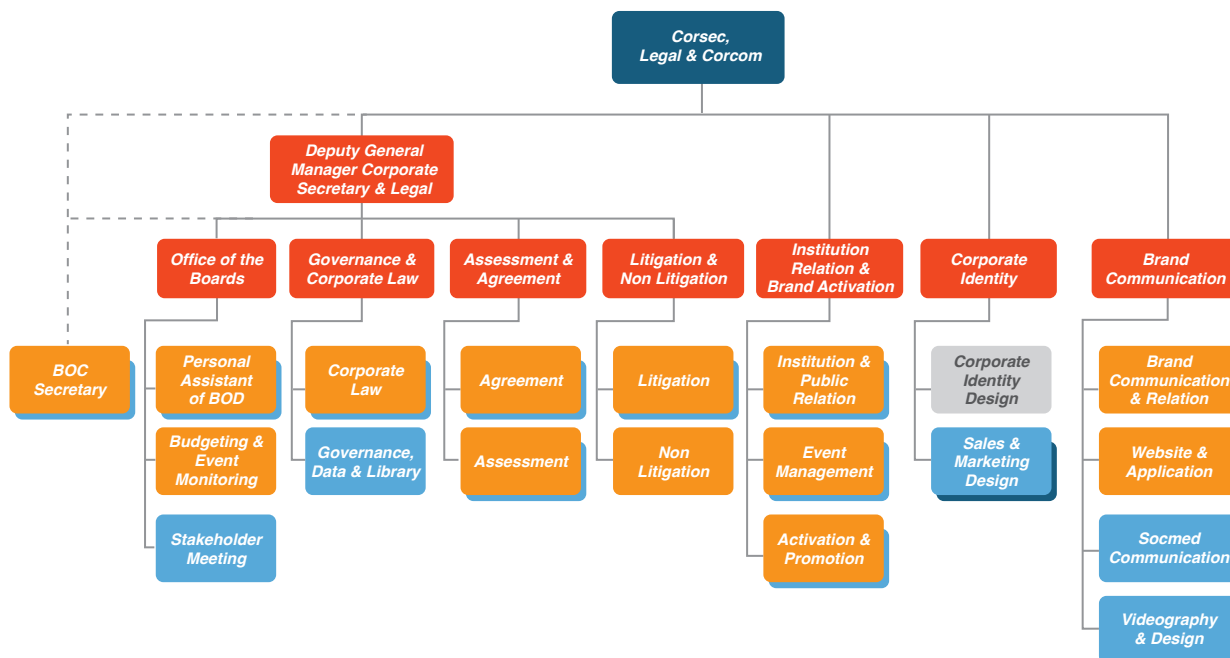 Corsec,
Legal & Corcom
Deputy General
Manager Corporate
Secretary & Legal
Office of the
Boards
Governance &
Corporate Law
Assessment &
Agreement
Litigation &
Non Litigation
Institution
Relation &
Brand Activation
Corporate
Identity
Brand
Communication
BOC
Secretary
Personal
Assistant
of BOD
Budgeting &
Event
Monitoring
Stakeholder
Meeting
Corporate
Law
Governance,
Data & Library
Agreement
Assessment
Litigation
Non
Litigation
Institution &
Public
Relation
Event
Management
Activation &
Promotion
Corporate
Identity
Design
Sales &
Marketing
Design
Brand
Communication
& Relation
Website &
Application
Socmed
Communication
Videography
& Design